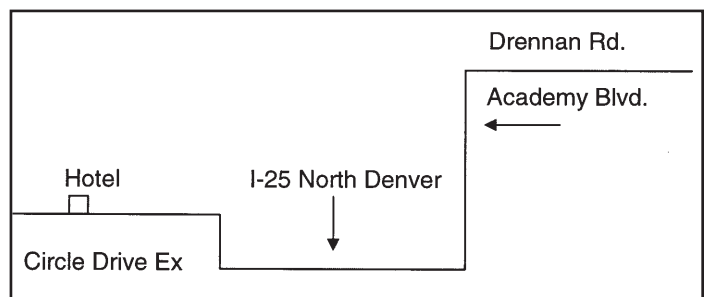 Drennan Rd.
Academy Blvd.
Hotel
I-25 North Denver
Circle Drive Ex